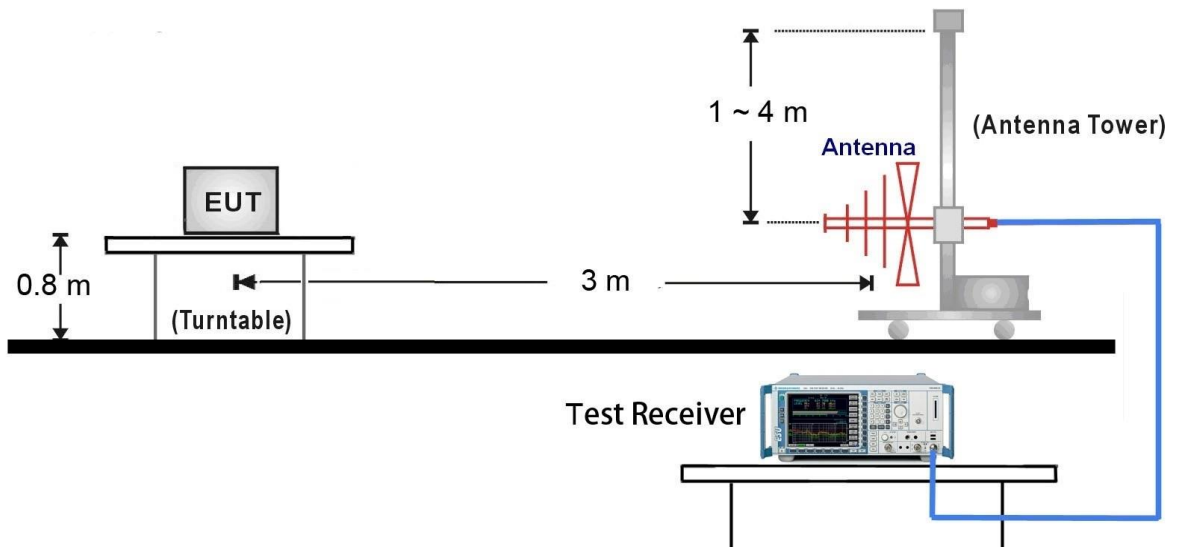 1 ~ 4 m
(Antenna Tower)
Antenna
EUT
0.8 m
3 m
(Turntable)
Test Receiver